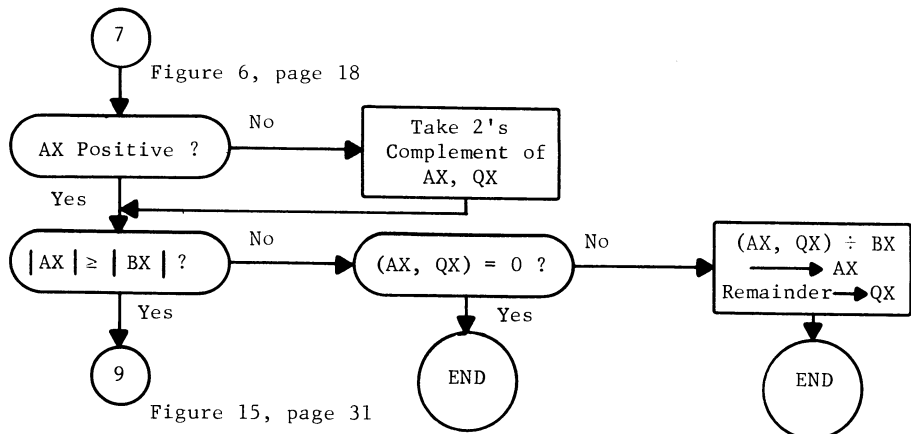 7
Figure 6, page 18
AX Positive ?
No
Take 2's
Complement of
AX, QX
Yes
|AX| ≥ |BX| ?
No
(AX, QX) = 0 ?
No
(AX, QX) ÷ BX
AX
Remainder QX
Yes
Yes
9
END
END
Figure 15, page 31